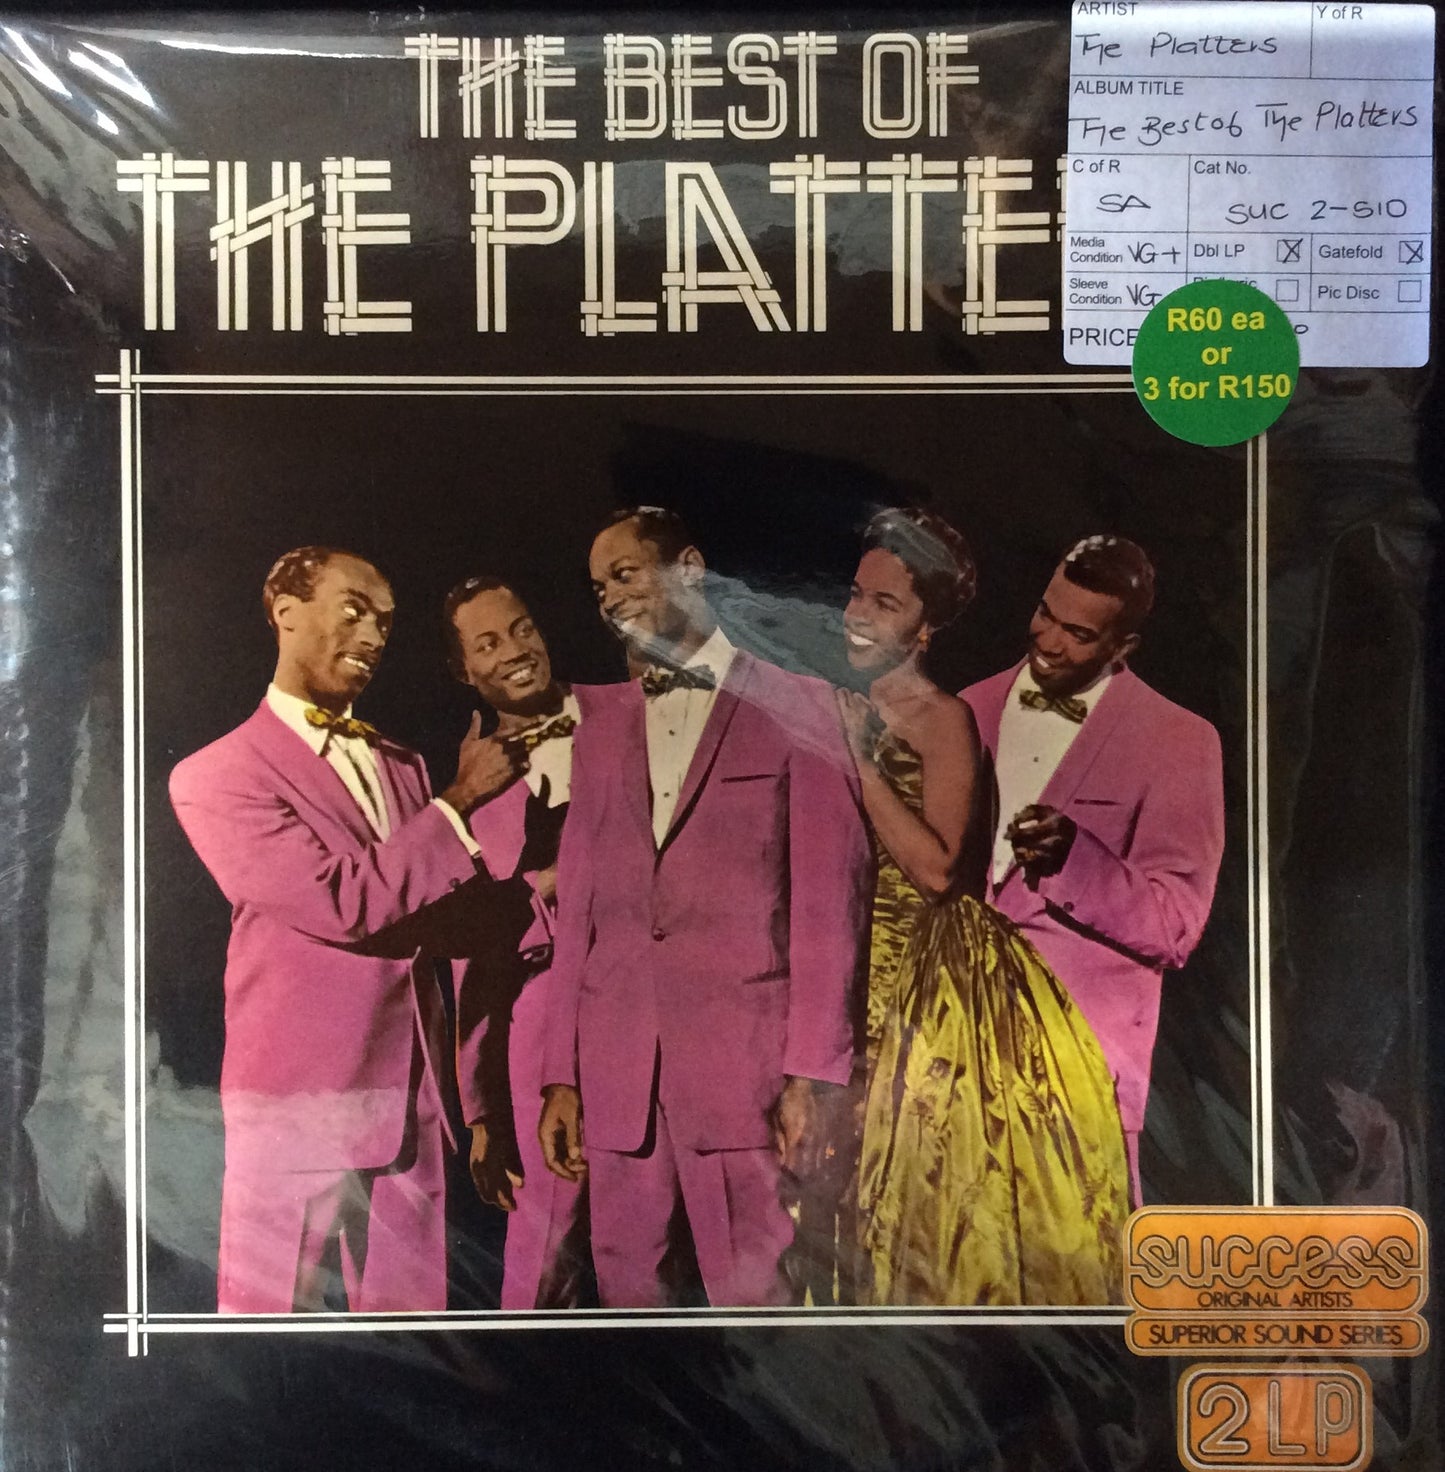 THE BEST OF
THE PLATTE
ARTIST
Y of R
The Platters
ALBUM TITLE
The Best of The Platters
C of R
Cat No.
SA
SUC 2-510
Media
Condition VG+
Dbl LP
Gatefold
Sleeve
Condition VG
Pic Disc
PRICE
R60 ea
or
3 for R150
success
ORIGINAL ARTISTS
SUPERIOR SOUND SERIES
2 LP